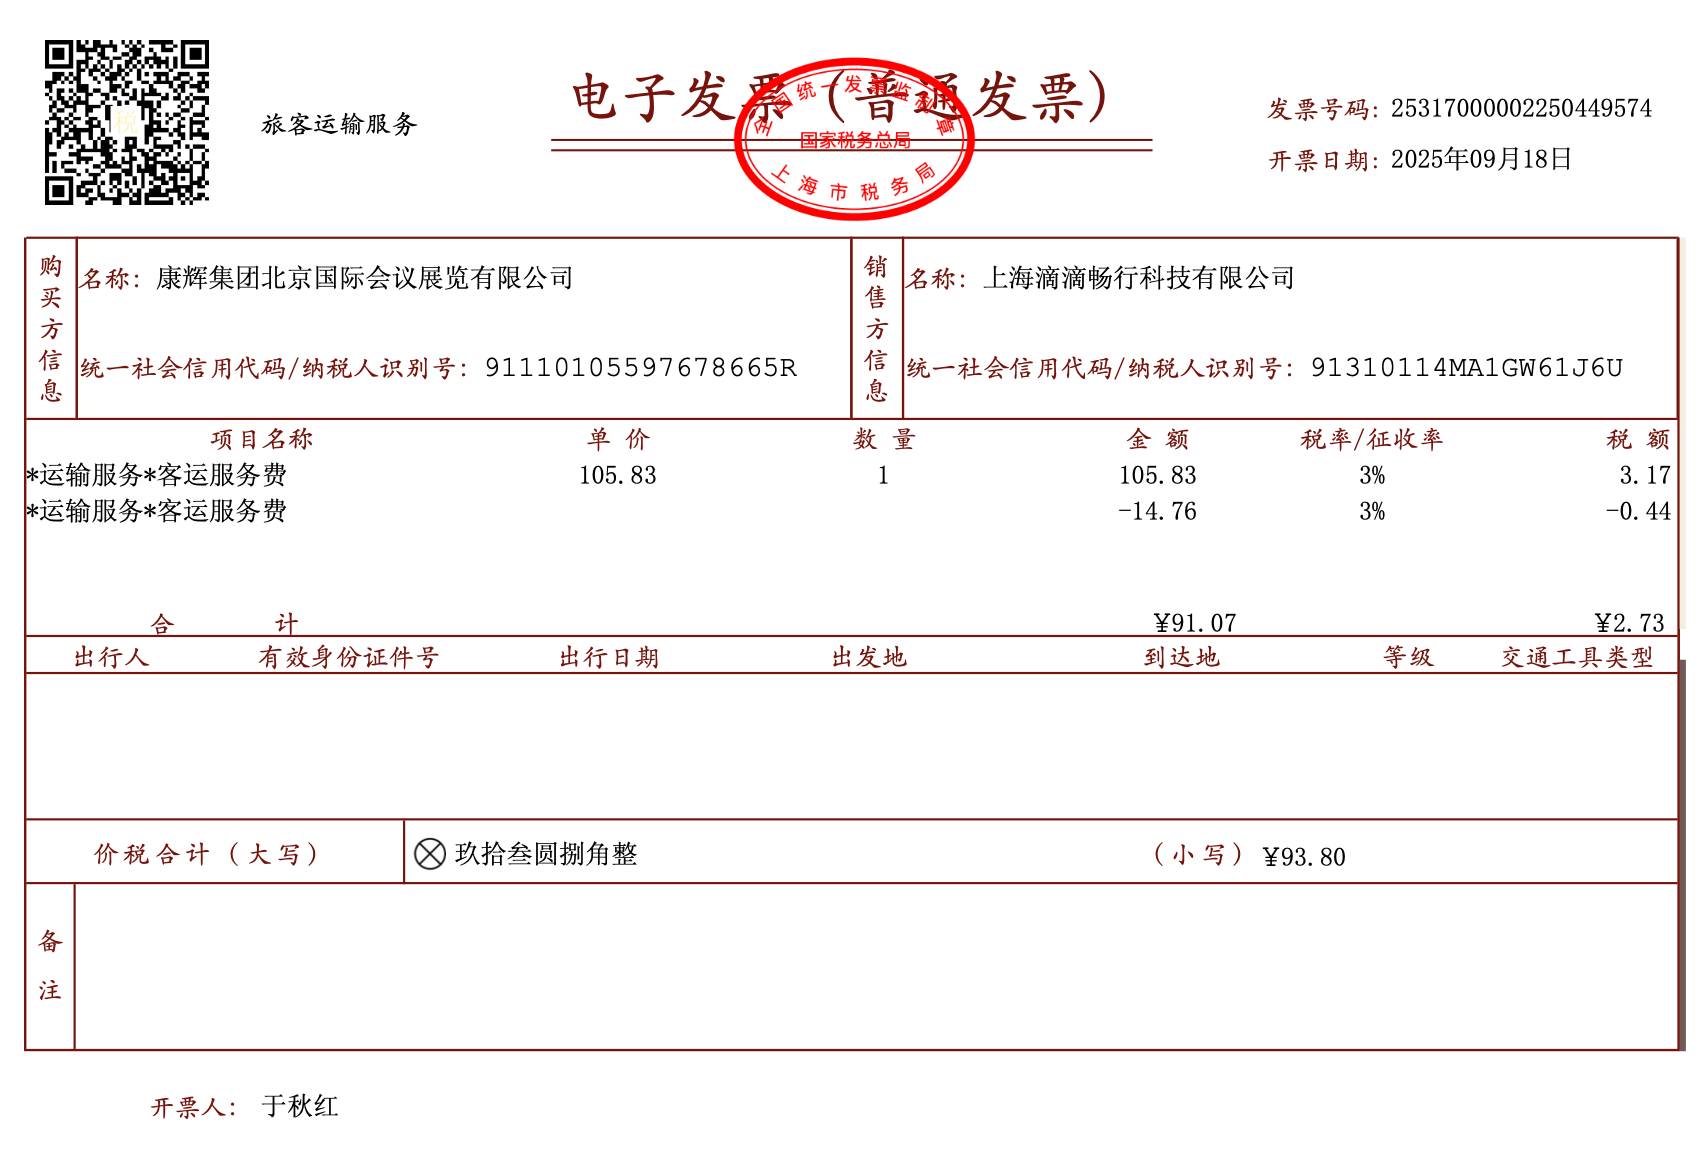 电子发票（普通发票）
旅客运输服务
税
全国统一发票监制章
国家税务总局
上海市税务局
发票号码：25317000002250449574
开票日期：2025年09月18日
购买方信息
名称：康辉集团北京国际会议展览有限公司
统一社会信用代码/纳税人识别号：91110105597678665R
销售方信息
名称：上海滴滴畅行科技有限公司
统一社会信用代码/纳税人识别号：91310114MA1GW61J6U
项目名称 单价 数量 金额 税率/征收率 税额
*运输服务*客运服务费 105.83 1 105.83 3% 3.17
*运输服务*客运服务费 -14.76 3% -0.44
合计 ¥91.07 ¥2.73
出行人 有效身份证件号 出行日期 出发地 到达地 等级 交通工具类型
价税合计（大写） ⊗玖拾叁圆捌角整 （小写）¥93.80
备注
开票人：于秋红